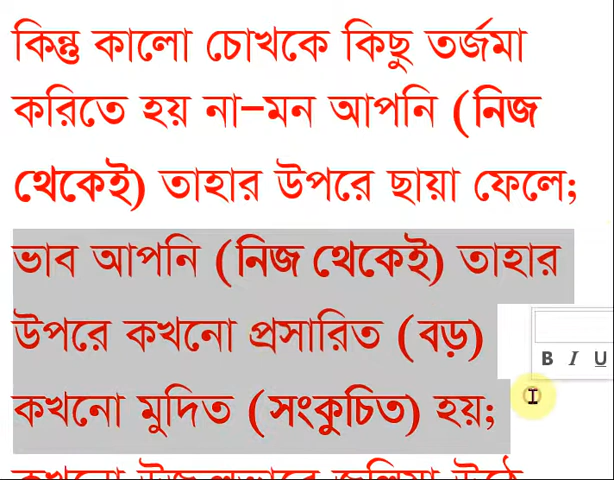 কিন্তু কালো চোখকে কিছু তর্জমা
করিতে হয় না–মন আপনি (নিজ
থেকেই) তাহার উপরে ছায়া ফেলে;
ভাব আপনি (নিজ থেকেই) তাহার
উপরে কখনো প্রসারিত (বড়)
কখনো মুদিত (সংকুচিত) হয়;
B I U